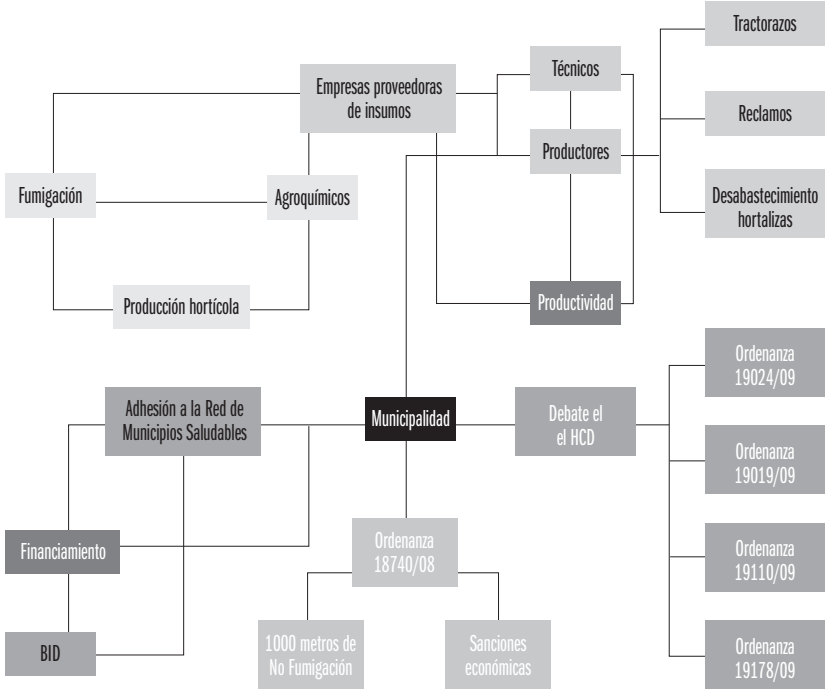 Tractorazos
Técnicos
Empresas proveedoras
de insumos
Reclamos
Productores
Fumigación
Agroquímicos
Desabastecimiento
hortalizas
Producción hortícola
Productividad
Ordenanza
19024/09
Adhesión a la Red de
Municipios Saludables
Municipalidad
Debate el
el HCD
Ordenanza
19019/09
Financiamiento
Ordenanza
18740/08
Ordenanza
19110/09
BID
1000 metros de
No Fumigación
Sanciones
económicas
Ordenanza
19178/09